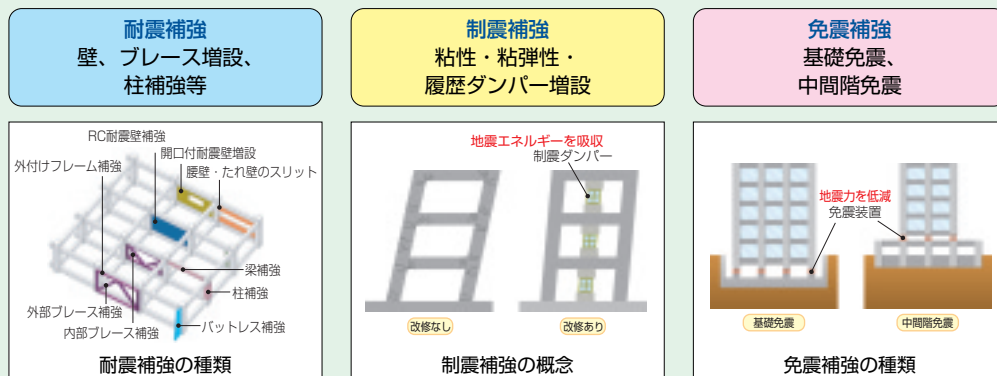 耐震補強
壁、ブレース増設、
柱補強等
制震補強
粘性・粘弾性・
履歴ダンパー増設
免震補強
基礎免震、
中間階免震
RC耐震壁補強
開口付耐震壁増設
外付けフレーム補強
腰壁・たれ壁のスリット
梁補強
柱補強
外部ブレース補強
内部ブレース補強
バットレス補強
耐震補強の種類
地震エネルギーを吸収
制震ダンパー
改修なし
改修あり
制震補強の概念
地震力を低減
免震装置
基礎免震
中間階免震
免震補強の種類